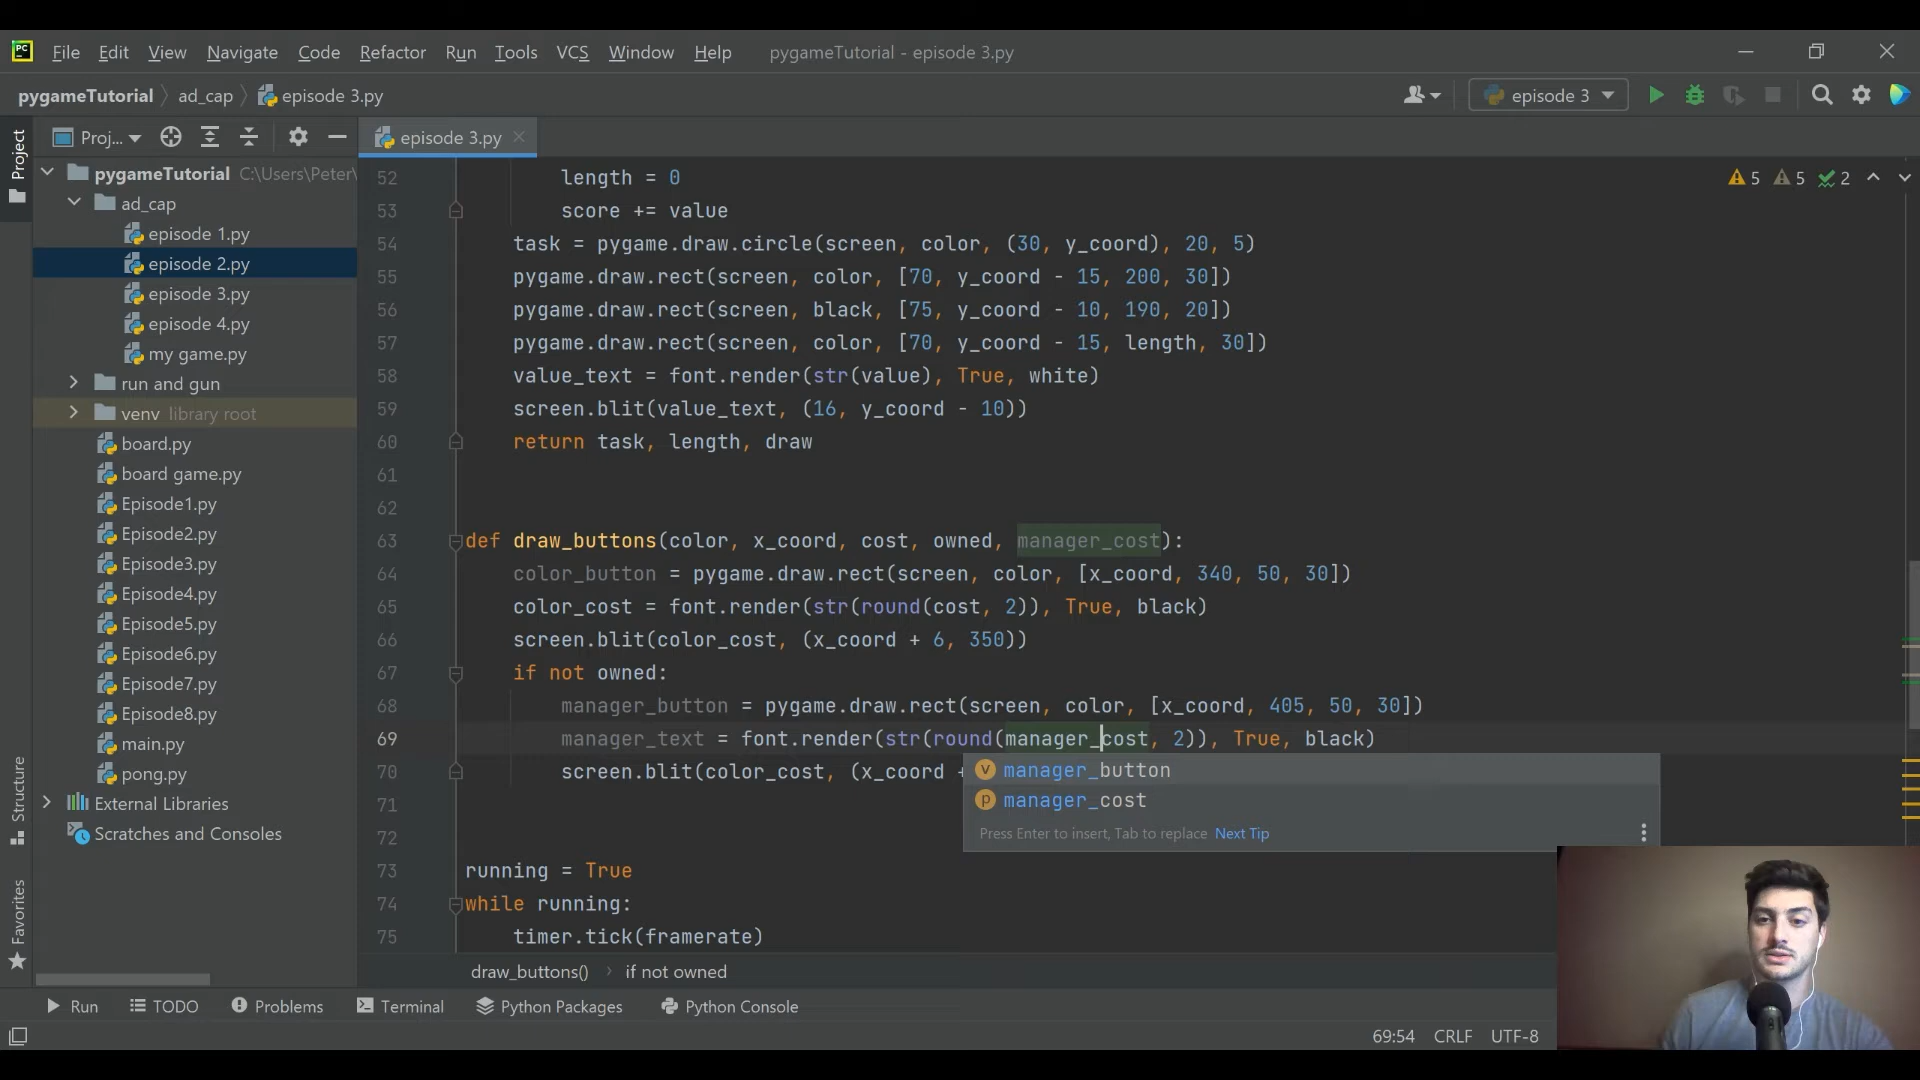 PC File Edit View Navigate Code Refactor Run Tools VCS Window Help pygameTutorial - episode 3.py
pygameTutorial ad_cap episode 3.py episode 3
Proj... episode 3.py
Project
pygameTutorial C:\Users\Peter\
ad_cap
episode 1.py
episode 2.py
episode 3.py
episode 4.py
my game.py
run and gun
venv library root
board.py
board game.py
Episode1.py
Episode2.py
Episode3.py
Episode4.py
Episode5.py
Episode6.py
Episode7.py
Episode8.py
main.py
pong.py
External Libraries
Scratches and Consoles
Structure
Favorites
5 5 2
52 length = 0
53 score += value
54 task = pygame.draw.circle(screen, color, (30, y_coord), 20, 5)
55 pygame.draw.rect(screen, color, [70, y_coord - 15, 200, 30])
56 pygame.draw.rect(screen, black, [75, y_coord - 10, 190, 20])
57 pygame.draw.rect(screen, color, [70, y_coord - 15, length, 30])
58 value_text = font.render(str(value), True, white)
59 screen.blit(value_text, (16, y_coord - 10))
60 return task, length, draw
61
62
63 def draw_buttons(color, x_coord, cost, owned, manager_cost):
64 color_button = pygame.draw.rect(screen, color, [x_coord, 340, 50, 30])
65 color_cost = font.render(str(round(cost, 2)), True, black)
66 screen.blit(color_cost, (x_coord + 6, 350))
67 if not owned:
68 manager_button = pygame.draw.rect(screen, color, [x_coord, 405, 50, 30])
69 manager_text = font.render(str(round(manager_cost, 2)), True, black)
70 screen.blit(color_cost, (x_coord +
71
72
73 running = True
74 while running:
75 timer.tick(framerate)
v manager_button
p manager_cost
Press Enter to insert, Tab to replace Next Tip
draw_buttons() if not owned
Run TODO Problems Terminal Python Packages Python Console
69:54 CRLF UTF-8